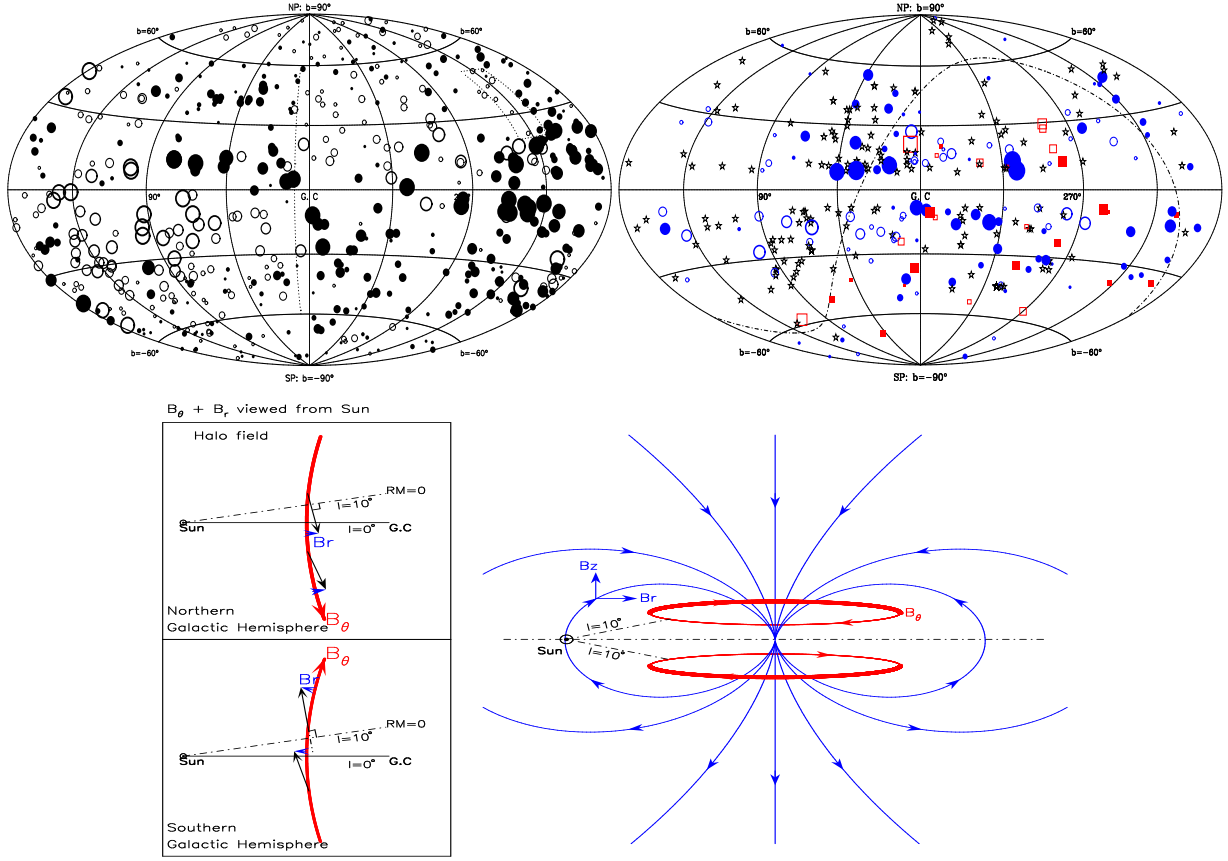 NP: b=90°
b=60°
b=60°
90°
G. C
b=−60°
b=−60°
SP: b=−90°
NP: b=90°
b=60°
b=60°
90°
G. C
270°
b=−60°
b=−60°
SP: b=−90°
Bθ + Br viewed from Sun
Halo field
RM=0
l=10°
Sun
l=0°
G.C
Br
Northern
Galactic Hemisphere
Bθ
Bθ
Br
RM=0
l=10°
Sun
l=0°
G.C
Southern
Galactic Hemisphere
Bz
Br
Bθ
l=10°
Sun
l=10°